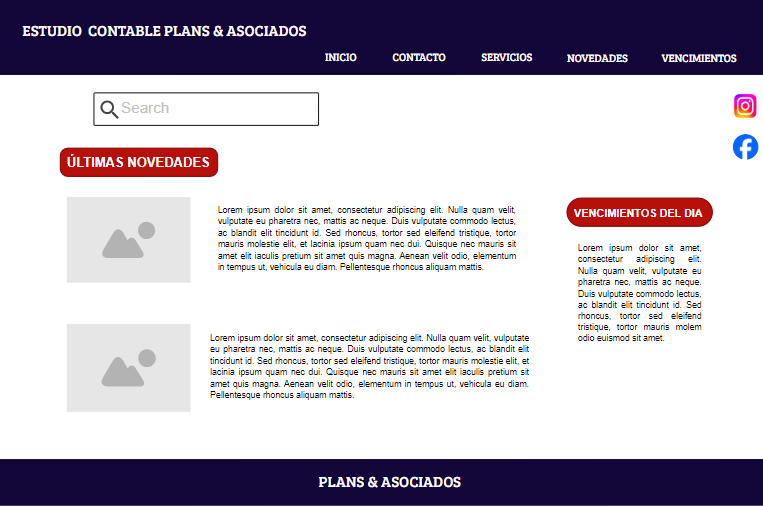 ESTUDIO CONTABLE PLANS & ASOCIADOS
INICIO CONTACTO SERVICIOS NOVEDADES VENCIMIENTOS
Search
ÚLTIMAS NOVEDADES
Lorem ipsum dolor sit amet, consectetur adipiscing elit. Nulla quam velit,
vulputate eu pharetra nec, mattis ac neque. Duis vulputate commodo lectus,
ac blandit elit tincidunt id. Sed rhoncus, tortor sed eleifend tristique, tortor
mauris molestie elit, et lacinia ipsum quam nec dui. Quisque nec mauris sit
amet elit iaculis pretium sit amet quis magna. Aenean velit odio, elementum
in tempus ut, vehicula eu diam. Pellentesque rhoncus aliquam mattis.
VENCIMIENTOS DEL DIA
Lorem ipsum dolor sit amet,
consectetur adipiscing elit.
Nulla quam velit, vulputate eu
pharetra nec, mattis ac neque.
Duis vulputate commodo lectus,
ac blandit elit tincidunt id. Sed
rhoncus, tortor sed eleifend
tristique, tortor mauris molem
odio euismod sit amet.
Lorem ipsum dolor sit amet, consectetur adipiscing elit. Nulla quam velit, vulputate
eu pharetra nec, mattis ac neque. Duis vulputate commodo lectus, ac blandit elit
tincidunt id. Sed rhoncus, tortor sed eleifend tristique, tortor mauris molestie elit, et
lacinia ipsum quam nec dui. Quisque nec mauris sit amet elit iaculis pretium sit
amet quis magna. Aenean velit odio, elementum in tempus ut, vehicula eu diam.
Pellentesque rhoncus aliquam mattis.
PLANS & ASOCIADOS